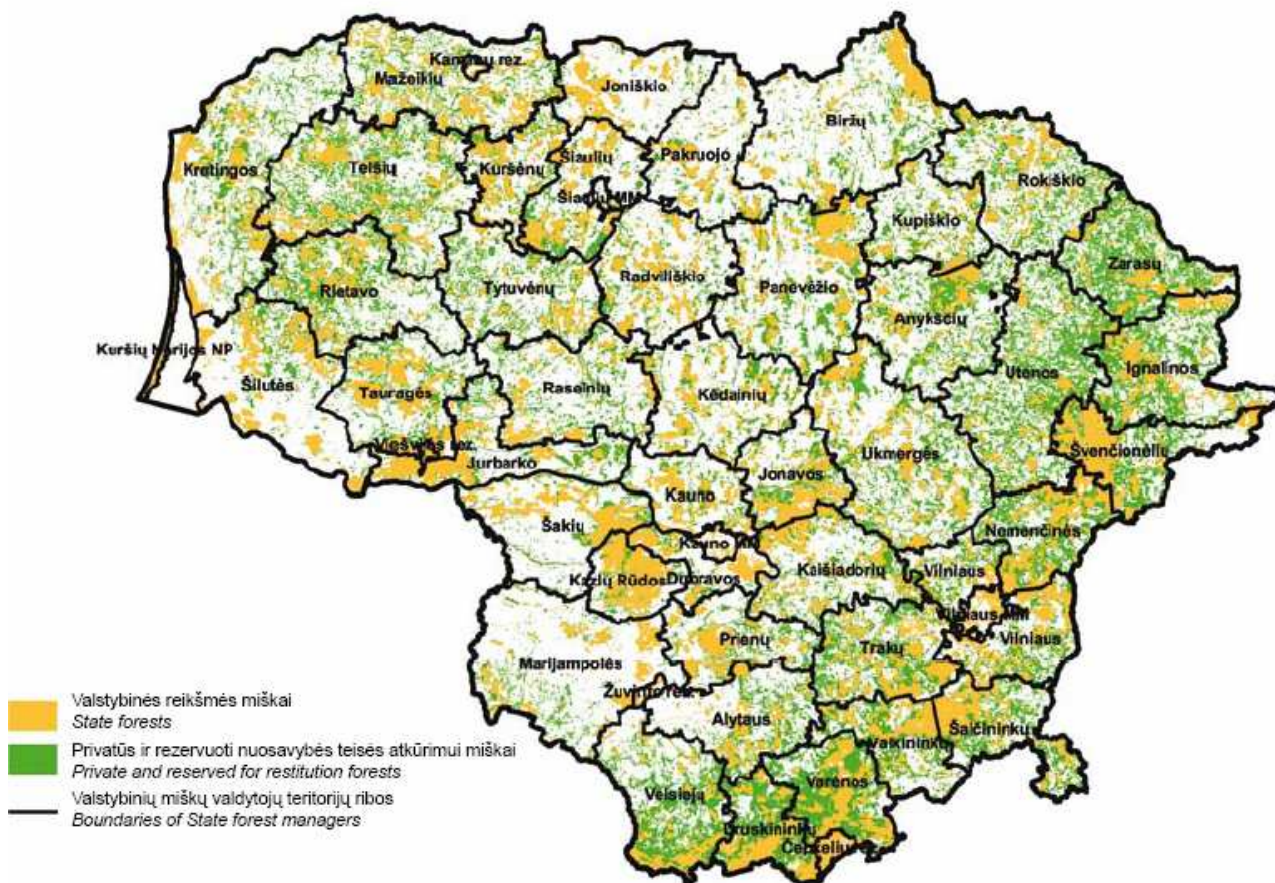 Kamanų rez.
Mažeikių
Joniškio
Biržų
Kretingos
Telšių
Kuršėnų
Šiaulių
Pakruojo
Rokiškio
Šiaulių MM
Kupiškio
Zarasų
Rietavo
Tytuvėnų
Radviliškio
Panevėžio
Anykščių
Kuršių Nerijos NP
Šilutės
Tauragės
Raseinių
Kėdainių
Utenos
Ignalinos
Viešvilės rez.
Jurbarko
Jonavos
Ukmergės
Švenčionėlių
Kauno
Šakių
Nemenčinės
Kauno MM
Kazlų Rūdos
Dubravos
Kaišiadorių
Vilniaus
Vilniaus MM
Vilniaus
Prienų
Trakų
Marijampolės
Žuvinto rez.
Alytaus
Šalčininkų
Valkininkų
Varėnos
Veisiejų
Druskininkų
Čepkelių rez.
Valstybinės reikšmės miškai
State forests
Privatūs ir rezervuoti nuosavybės teisės atkūrimui miškai
Private and reserved for restitution forests
Valstybinių miškų valdytojų teritorijų ribos
Boundaries of State forest managers